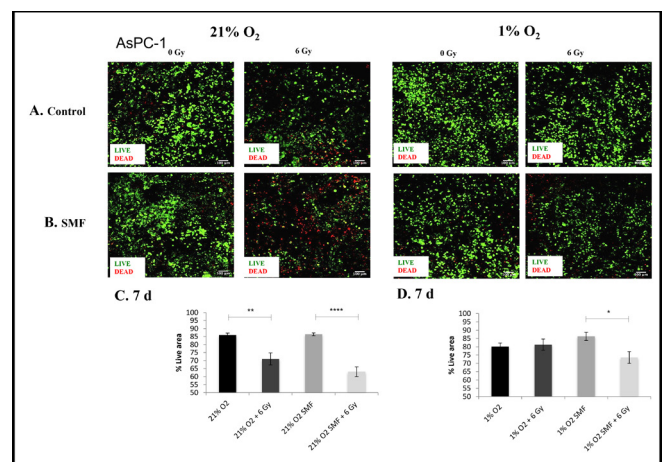 21% O2
1% O2
AsPC-1
0 Gy
6 Gy
0 Gy
6 Gy
A. Control
LIVE
DEAD
LIVE
DEAD
LIVE
DEAD
LIVE
DEAD
B. SMF
LIVE
DEAD
LIVE
DEAD
LIVE
DEAD
LIVE
DEAD
C. 7 d
% Live area
100
95
90
85
80
75
70
65
60
55
50
**
****
21% O2
21% O2 + 6 Gy
21% O2 SMF
21% O2 SMF + 6 Gy
D. 7 d
% Live area
100
95
90
85
80
75
70
65
60
55
50
*
1% O2
1% O2 + 6 Gy
1% O2 SMF
1% O2 SMF + 6 Gy